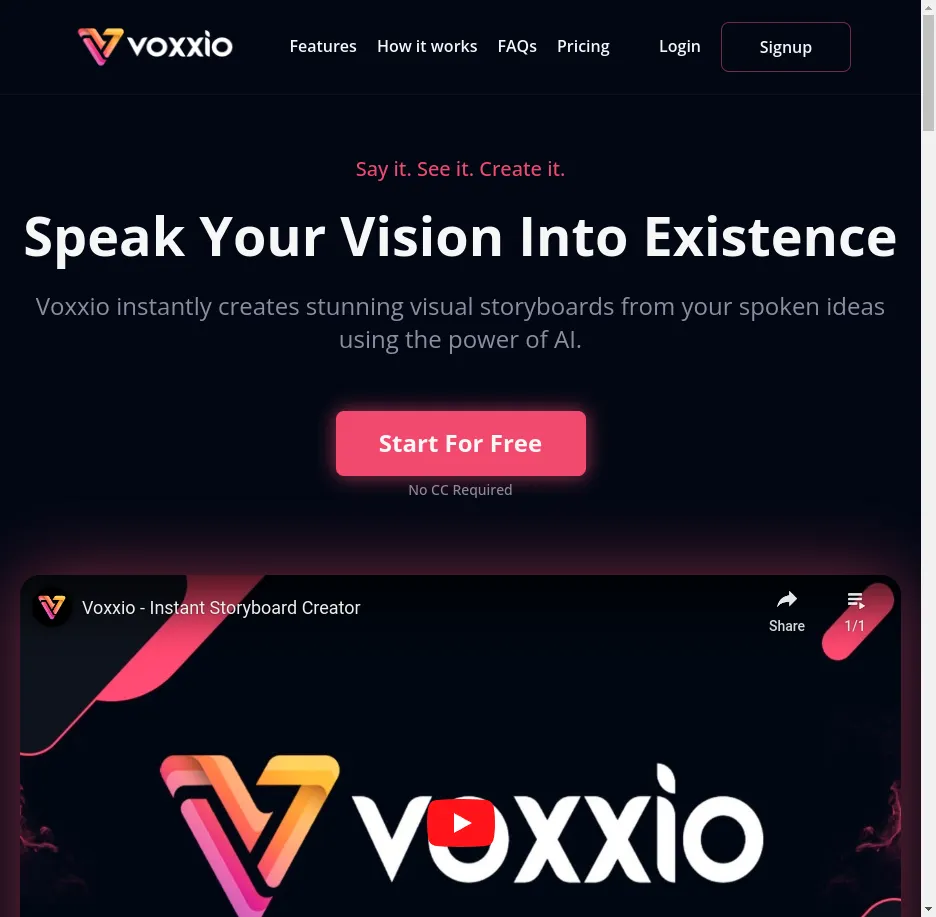 voxxio
Features How it works FAQs Pricing Login Signup
Say it. See it. Create it.
Speak Your Vision Into Existence
Voxxio instantly creates stunning visual storyboards from your spoken ideas
using the power of AI.
Start For Free
No CC Required
Voxxio - Instant Storyboard Creator
Share
1/1
voxxio